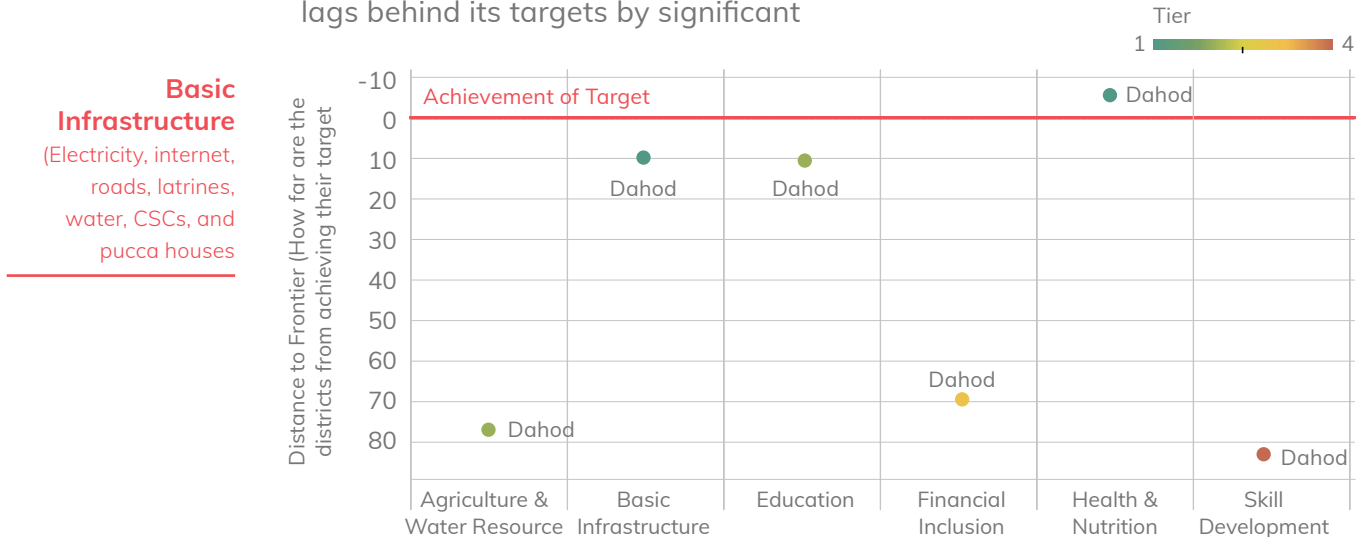 lags behind its targets by significant
Tier
1
4
Basic
Infrastructure
(Electricity, internet,
roads, latrines,
water, CSCs, and
pucca houses
Distance to Frontier (How far are the
districts from achieving their target
-10
0
10
20
30
40
50
60
70
80
Achievement of Target
Dahod
Dahod
Dahod
Dahod
Dahod
Dahod
Agriculture &
Water Resource
Basic
Infrastructure
Education
Financial
Inclusion
Health &
Nutrition
Skill
Development